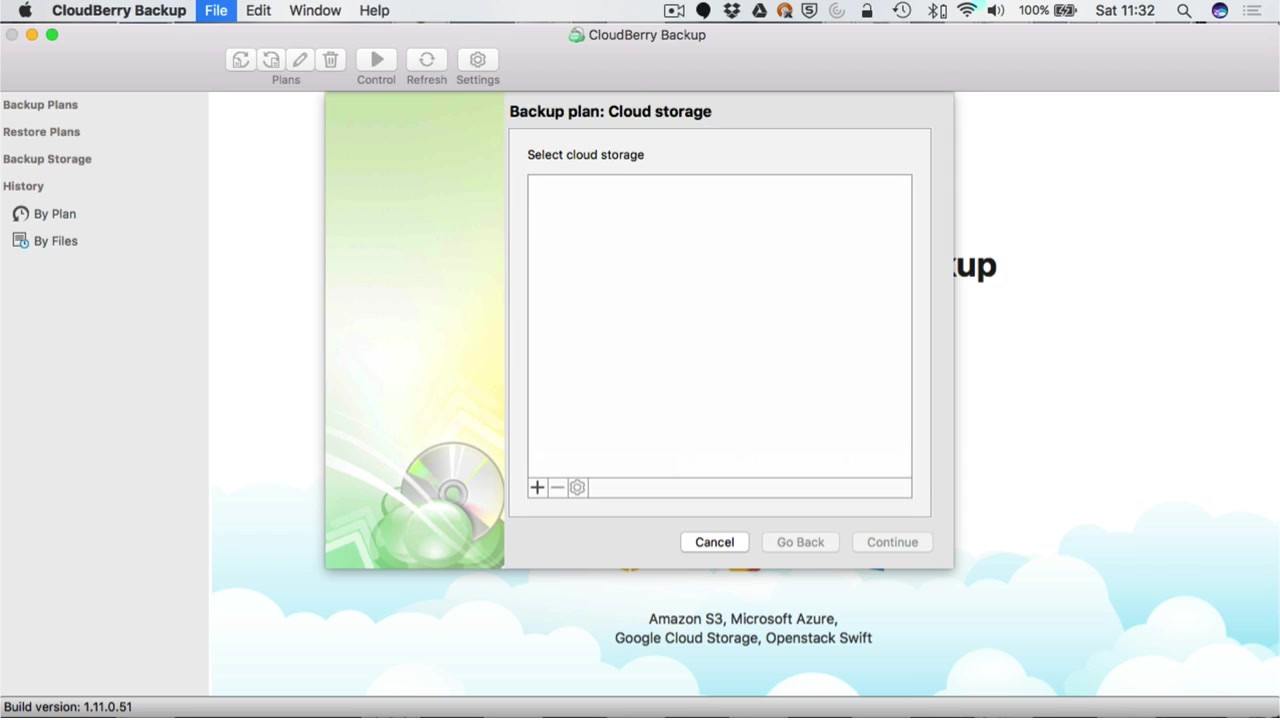 CloudBerry Backup File Edit Window Help 100% Sat 11:32
CloudBerry Backup
Plans Control Refresh Settings
Backup Plans
Restore Plans
Backup Storage
History
By Plan
By Files
Backup plan: Cloud storage
Select cloud storage
Cancel Go Back Continue
kup
Amazon S3, Microsoft Azure,
Google Cloud Storage, Openstack Swift
Build version: 1.11.0.51